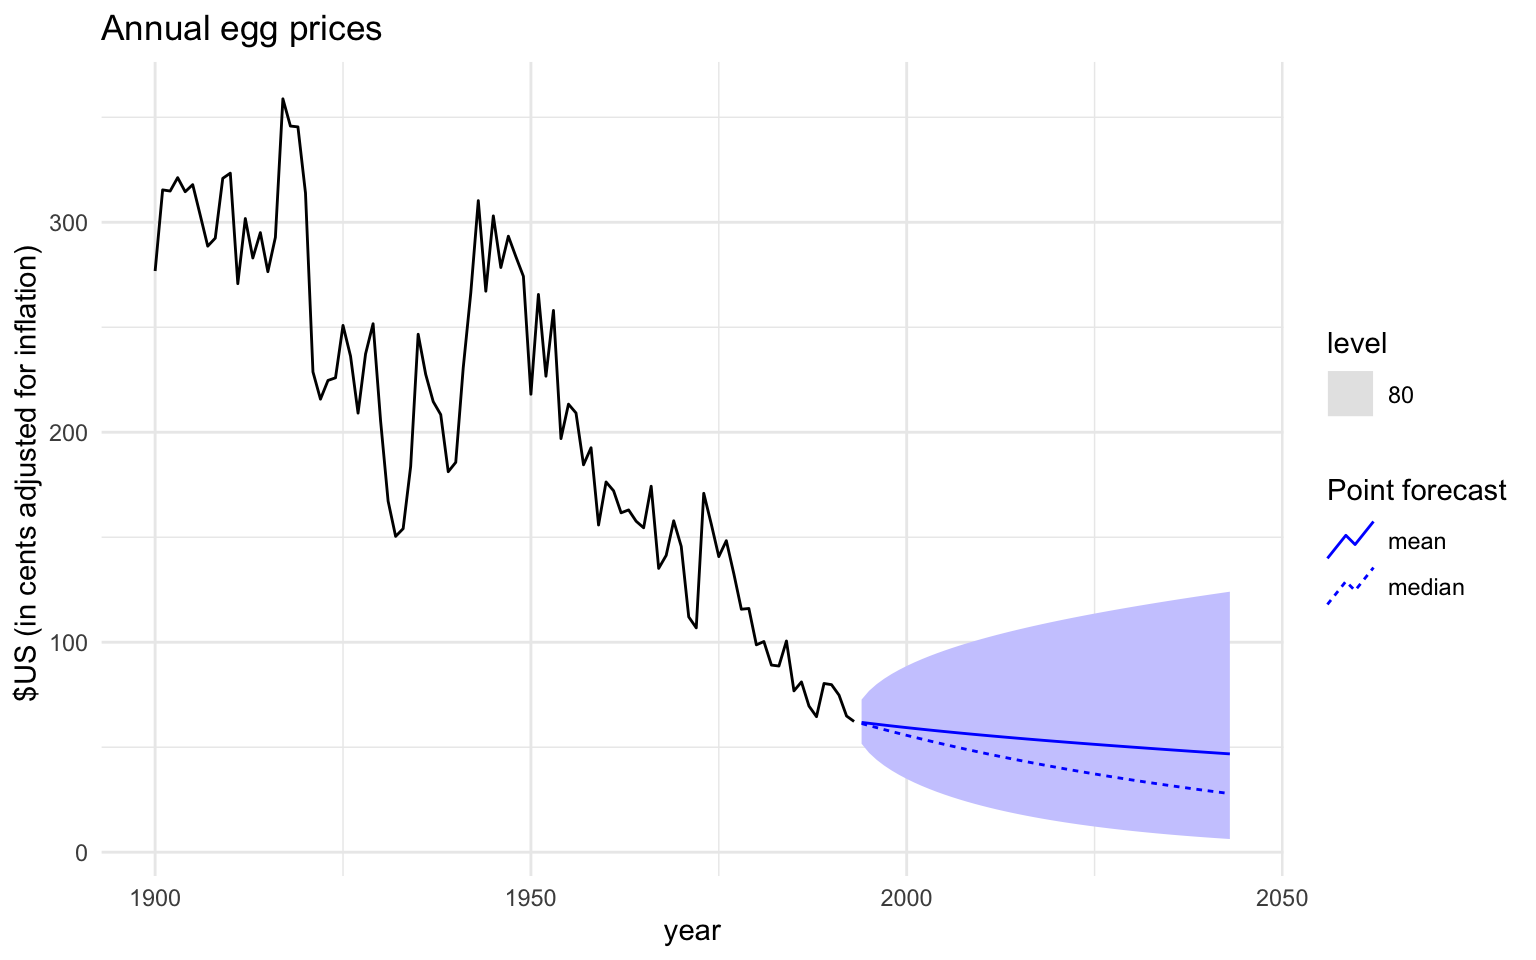 Annual egg prices
$US (in cents adjusted for inflation)
300
200
100
0
1900
1950
2000
2050
year
level
80
Point forecast
mean
median